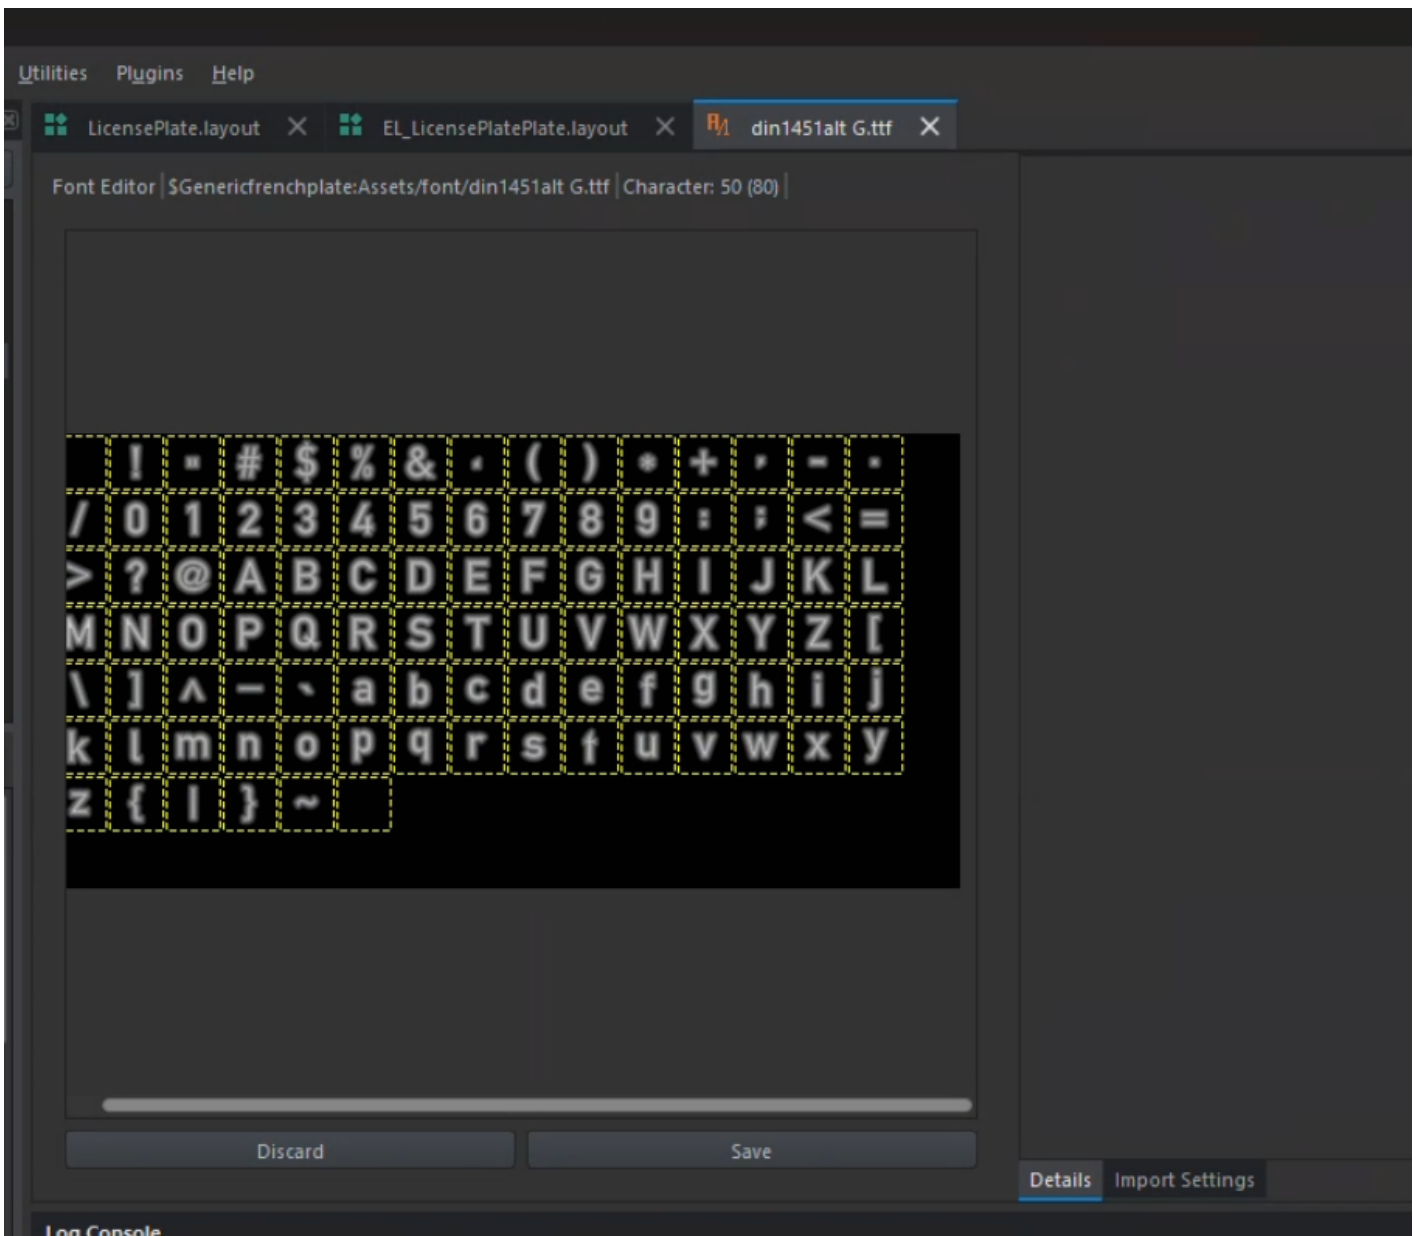 Utilities Plugins Help
LicensePlate.layout EL_LicensePlatePlate.layout din1451alt G.ttf
Font Editor $Genericfrenchplate:Assets/font/din1451alt G.ttf Character: 50 (80)
! " # $ % & ' ( ) * + , - .
/ 0 1 2 3 4 5 6 7 8 9 : ; < =
> ? @ A B C D E F G H I J K L
M N O P Q R S T U V W X Y Z [
\ ] ^ _ ` a b c d e f g h i j
k l m n o p q r s t u v w x y
z { | } ~
Discard Save
Details Import Settings
Log Console